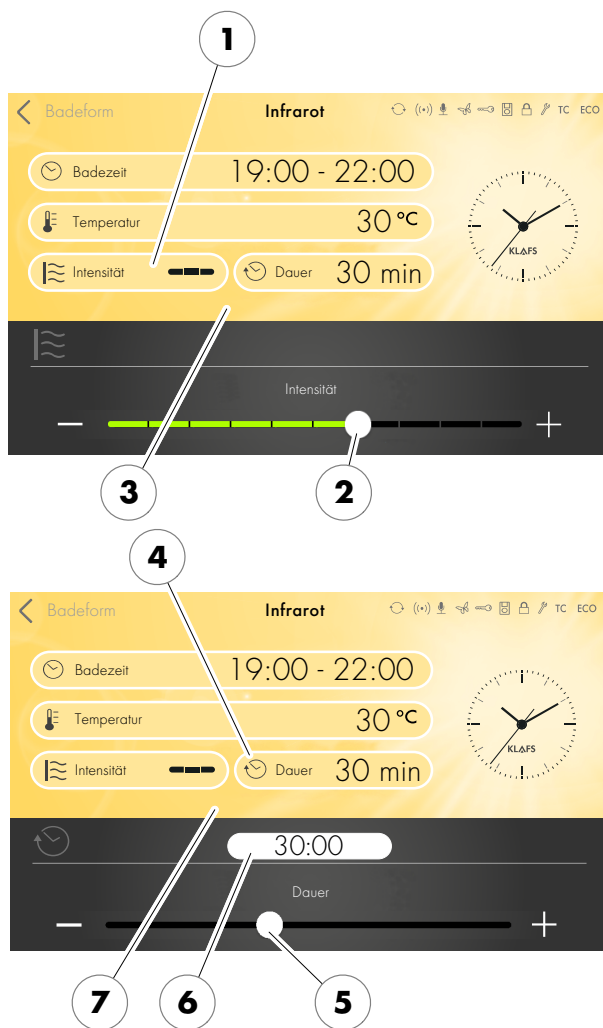 1
Badeform Infrarot TC ECO
Badezeit 19:00 - 22:00
Temperatur 30 °C
Intensität Dauer 30 min
KLAFS
Intensität
3 2
4
Badeform Infrarot TC ECO
Badezeit 19:00 - 22:00
Temperatur 30 °C
Intensität Dauer 30 min
KLAFS
30:00
Dauer
7 6 5